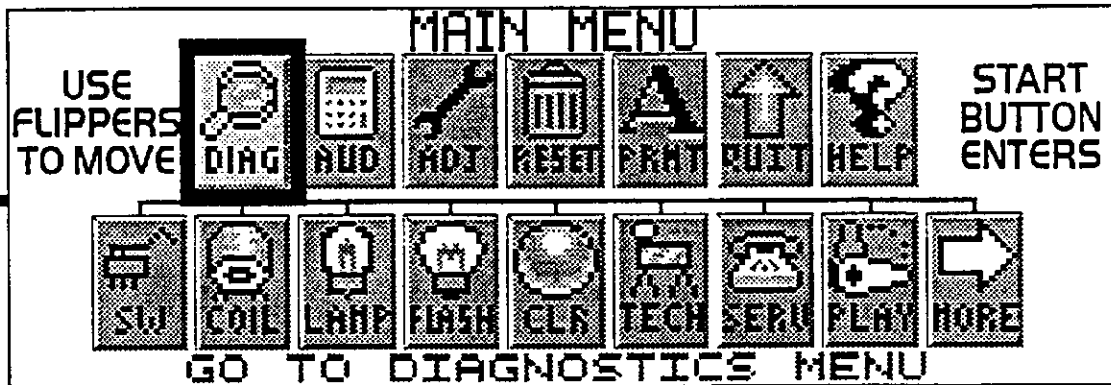 MAIN MENU
USE
FLIPPERS
TO MOVE
DIAG AUD ADJ RESET PRNT QUIT HELP
START
BUTTON
ENTERS
SW COIL LAMP FLASH CLR TECH SERV PLAY MORE
GO TO DIAGNOSTICS MENU